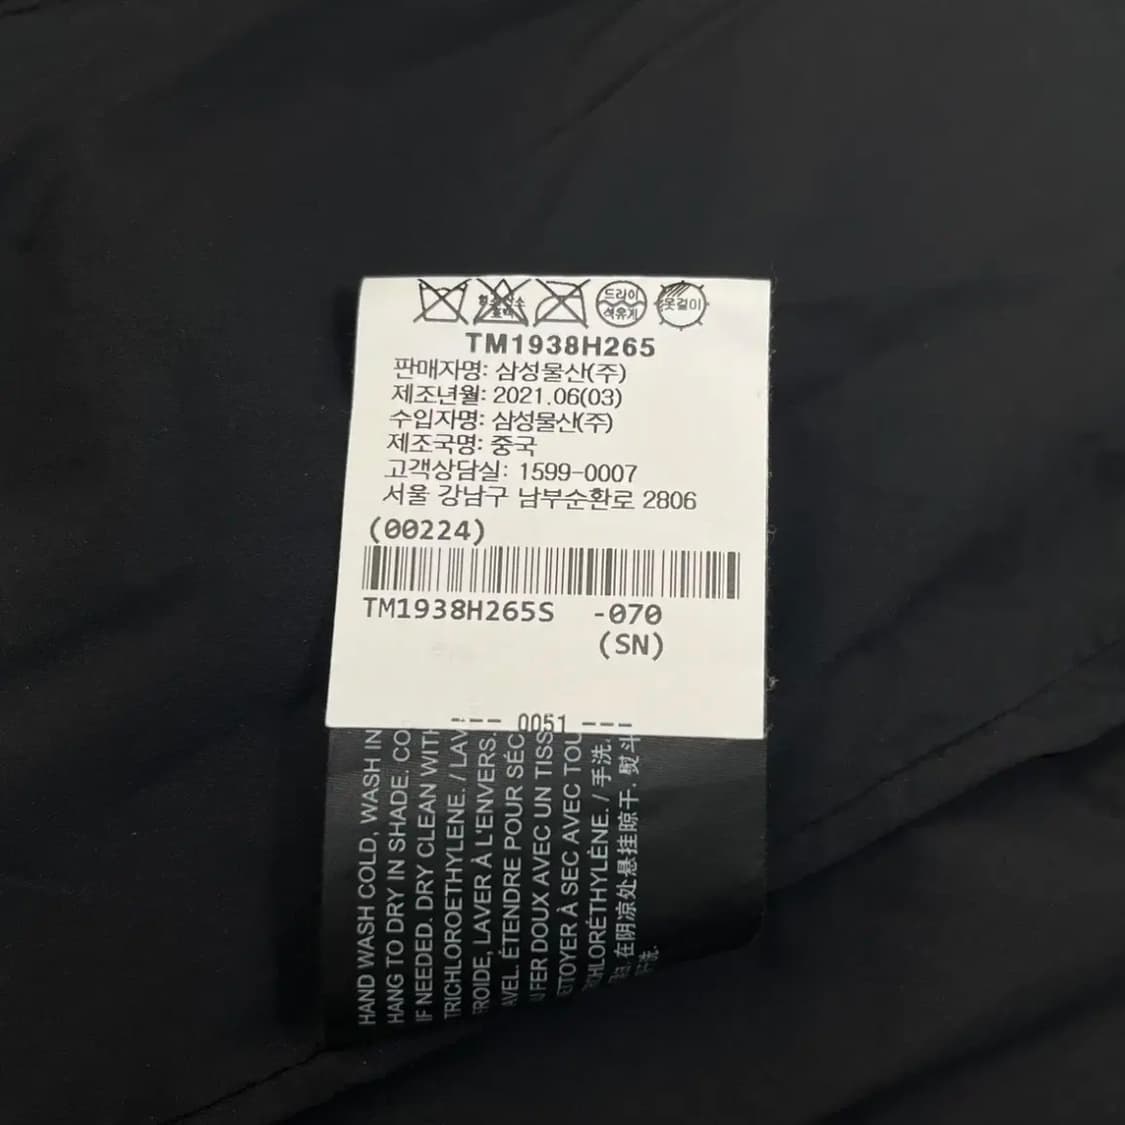 드라이
석유계
옷걸이
TM1938H265
판매자명: 삼성물산(주)
제조년월: 2021.06(03)
수입자명: 삼성물산(주)
제조국명: 중국
고객상담실: 1599-0007
서울 강남구 남부순환로 2806
(00224)
TM1938H265S -070
(SN)
--- 0051 ---
HAND WASH COLD, WASH IN
HANG TO DRY IN SHADE.
IF NEEDED. DRY CLEAN WITH
TRICHLOROETHYLENE. / LAV
FROIDE, LAVER À L'ENVERS.
ÉTENDRE POUR SÉC
FER DOUX AVEC UN TISS
ETTOYER À SEC AVEC TOU
CHLORÉTHYLÈNE. / 手洗.
在阴凉处悬挂晾干. 熨斗
干洗.